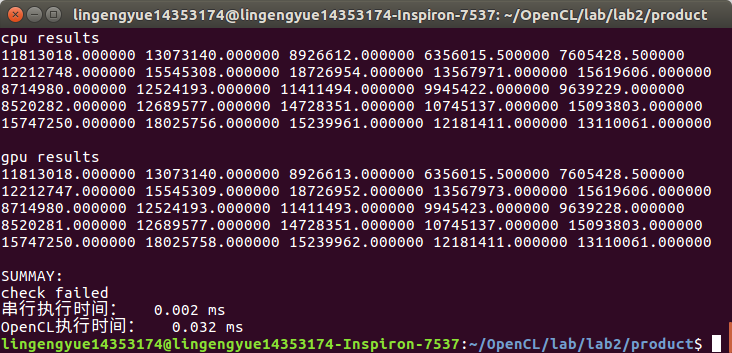 lingengyue14353174@lingengyue14353174-Inspiron-7537: ~/OpenCL/lab/lab2/product
cpu results
11813018.000000 13073140.000000 8926612.000000 6356015.500000 7605428.500000
12212748.000000 15545308.000000 18726954.000000 13567971.000000 15619606.000000
8714980.000000 12524193.000000 11411494.000000 9945422.000000 9639229.000000
8520282.000000 12689577.000000 14728351.000000 10745137.000000 15093803.000000
15747250.000000 18025756.000000 15239961.000000 12181411.000000 13110061.000000
gpu results
11813018.000000 13073140.000000 8926613.000000 6356015.000000 7605428.500000
12212747.000000 15545309.000000 18726952.000000 13567973.000000 15619606.000000
8714980.000000 12524193.000000 11411493.000000 9945423.000000 9639228.000000
8520281.000000 12689577.000000 14728351.000000 10745137.000000 15093803.000000
15747250.000000 18025758.000000 15239962.000000 12181411.000000 13110061.000000
SUMMAY:
check failed
串行执行时间： 0.002 ms
OpenCL执行时间： 0.032 ms
lingengyue14353174@lingengyue14353174-Inspiron-7537:~/OpenCL/lab/lab2/product$